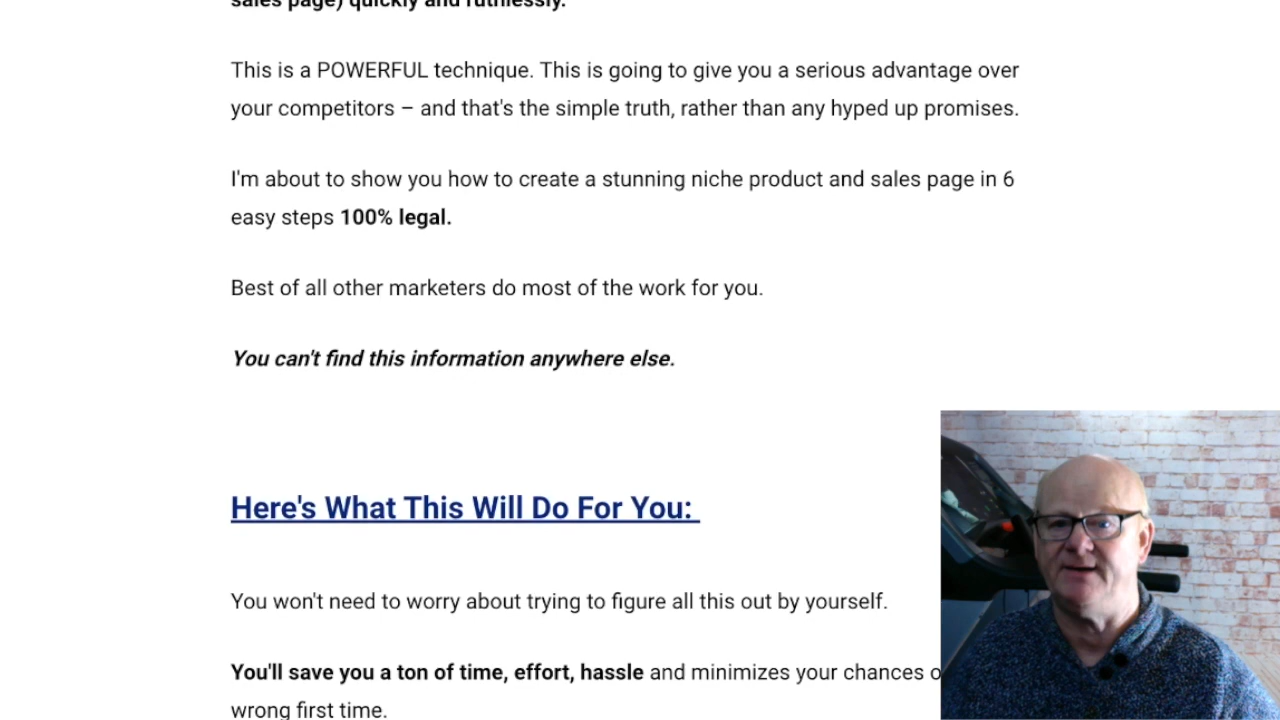 sales page) quickly and ruthlessly.
This is a POWERFUL technique. This is going to give you a serious advantage over
your competitors – and that's the simple truth, rather than any hyped up promises.
I'm about to show you how to create a stunning niche product and sales page in 6
easy steps 100% legal.
Best of all other marketers do most of the work for you.
You can't find this information anywhere else.
Here's What This Will Do For You:
You won't need to worry about trying to figure all this out by yourself.
You'll save you a ton of time, effort, hassle and minimizes your chances
wrong first time.